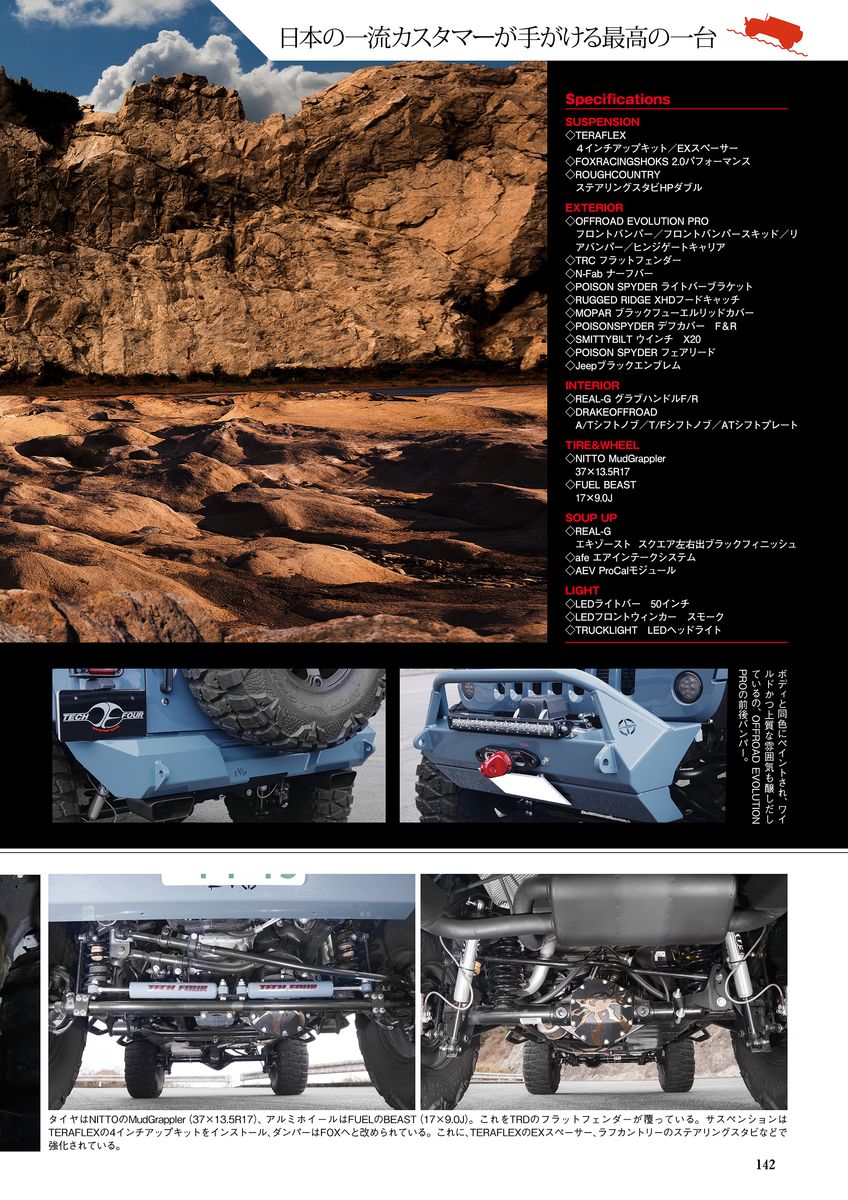 日本の一流カスタマーが手がける最高の一台
Specifications
SUSPENSION
◇TERAFLEX
4インチアップキット／EXスペーサー
◇FOXRACINGSHOKS 2.0パフォーマンス
◇ROUGHCOUNTRY
ステアリングスタビHPダブル
EXTERIOR
◇OFFROAD EVOLUTION PRO
フロントバンパー／フロントバンパースキッド／リ
アバンパー／ヒンジゲートキャリア
◇TRC フラットフェンダー
◇N-Fab ナーフバー
◇POISON SPYDER ライトバーブラケット
◇RUGGED RIDGE XHDフードキャッチ
◇MOPAR ブラックフューエルリッドカバー
◇POISONSPYDER デフカバー　F＆R
◇SMITTYBILT ウインチ　X20
◇POISON SPYDER フェアリード
◇Jeepブラックエンブレム
INTERIOR
◇REAL-G グラブハンドルF/R
◇DRAKEOFFROAD
A/Tシフトノブ／T/Fシフトノブ／ATシフトプレート
TIRE&WHEEL
◇NITTO MudGrappler
37×13.5R17
◇FUEL BEAST
17×9.0J
SOUP UP
◇REAL-G
エキゾースト スクエア左右出ブラックフィニッシュ
◇afe エアインテークシステム
◇AEV ProCalモジュール
LIGHT
◇LEDライトバー　50インチ
◇LEDフロントウィンカー　スモーク
◇TRUCKLIGHT　LEDヘッドライト
TECH FOUR
EVO
ボディと同色にペイントされ、ワイ
ルドかつ上質な雰囲気も醸しだし
ているの、OFFROAD EVOLUTION
PROの前後バンパー。
TECH FOUR
TECH FOUR
タイヤはNITTOのMudGrappler（37×13.5R17）、アルミホイールはFUELのBEAST（17×9.0J）。これをTRDのフラットフェンダーが覆っている。サスペンションは
TERAFLEXの4インチアップキットをインストール、ダンパーはFOXへと改められている。これに、TERAFLEXのEXスペーサー、ラフカントリーのステアリングスタビなどで
強化されている。
142